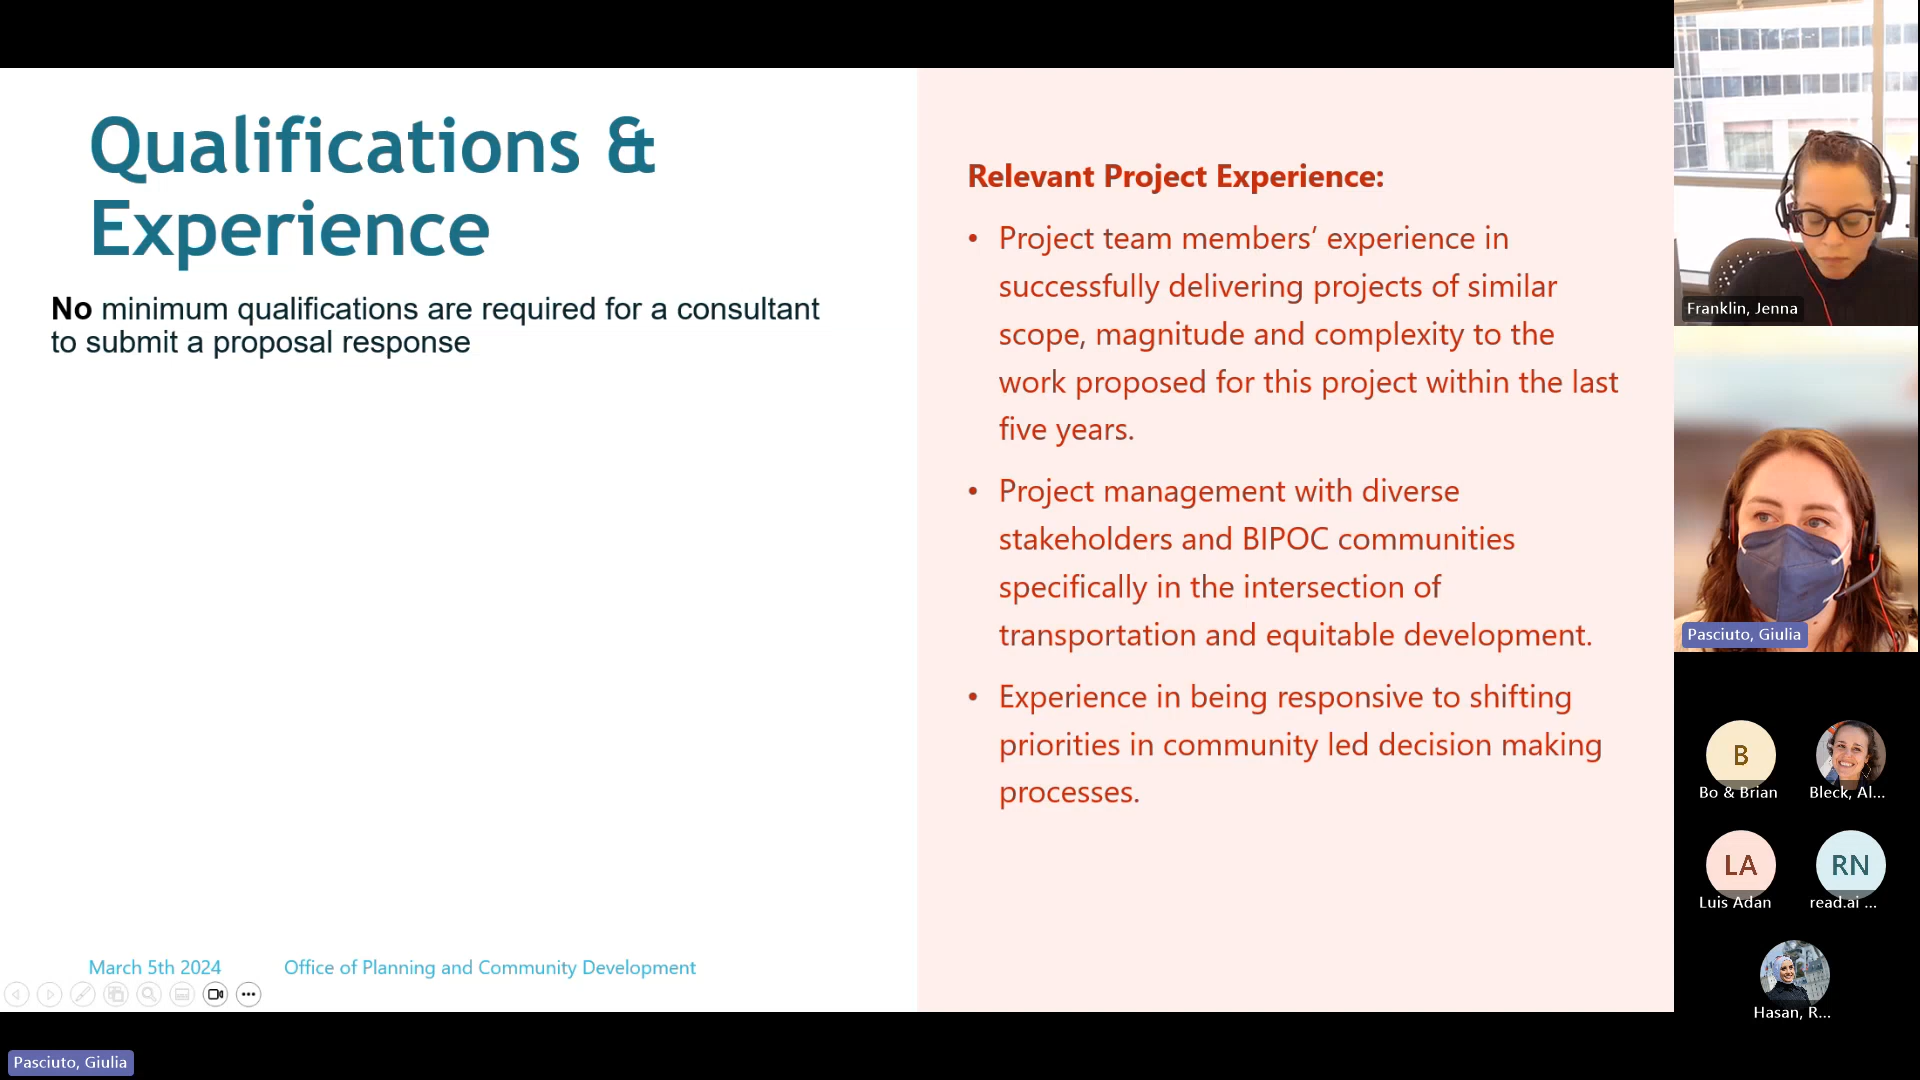 Qualifications &
Experience
No minimum qualifications are required for a consultant
to submit a proposal response
Relevant Project Experience:
• Project team members’ experience in
successfully delivering projects of similar
scope, magnitude and complexity to the
work proposed for this project within the last
five years.
• Project management with diverse
stakeholders and BIPOC communities
specifically in the intersection of
transportation and equitable development.
• Experience in being responsive to shifting
priorities in community led decision making
processes.
March 5th 2024
Office of Planning and Community Development
Franklin, Jenna
Pasciuto, Giulia
B
Bo & Brian
Bleck, Al...
LA
Luis Adan
RN
read.ai ...
Hasan, R...
Pasciuto, Giulia